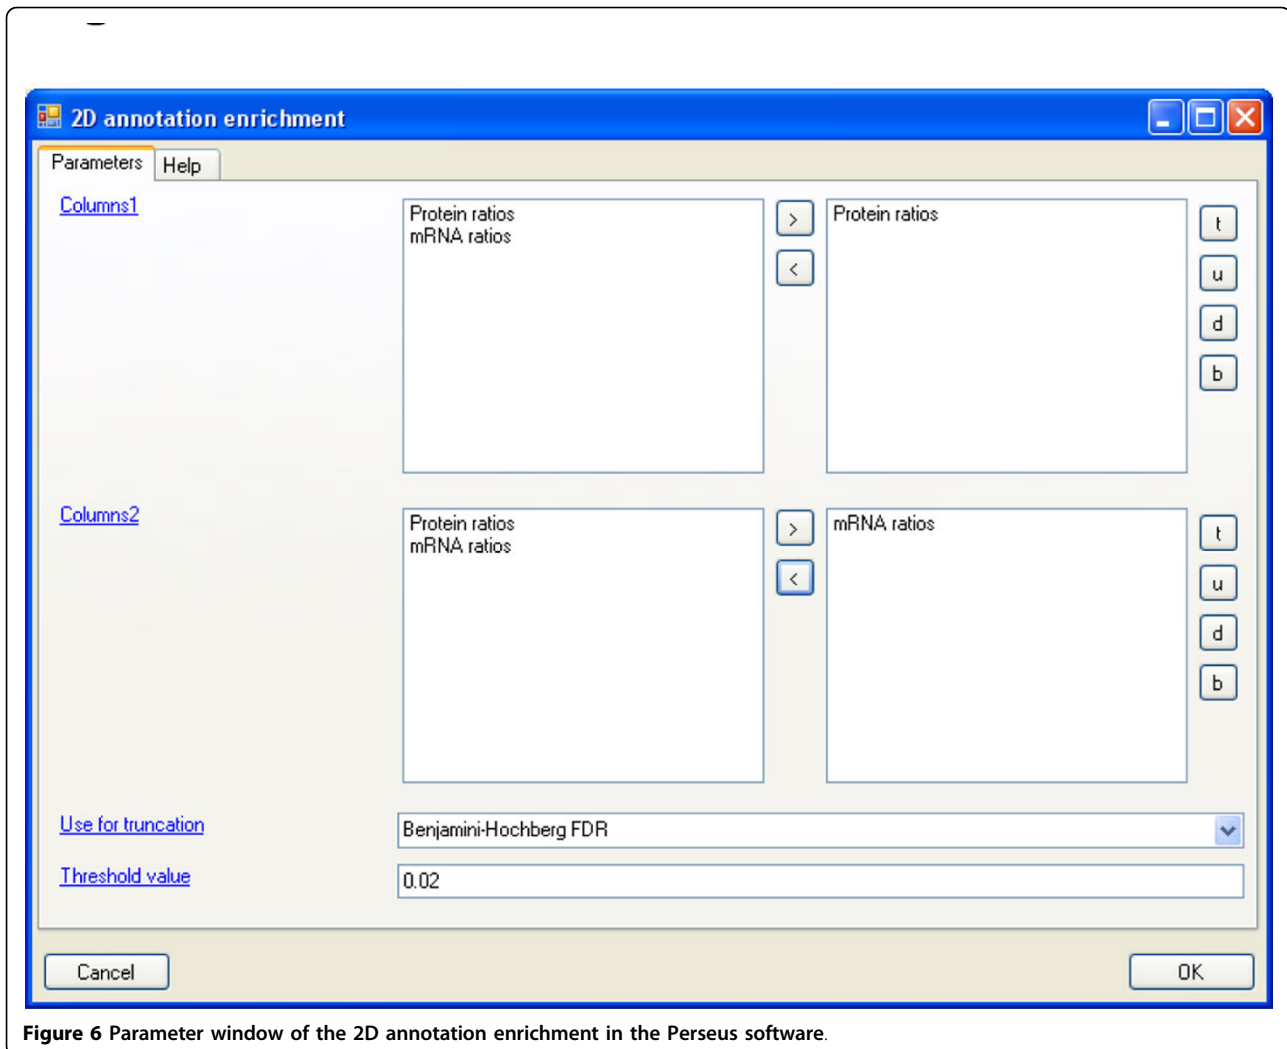 2D annotation enrichment
Parameters
Help
Columns1
Protein ratios
mRNA ratios
>
<
Protein ratios
t
u
d
b
Columns2
Protein ratios
mRNA ratios
>
<
mRNA ratios
t
u
d
b
Use for truncation
Benjamini-Hochberg FDR
Threshold value
0.02
Cancel
OK
Figure 6 Parameter window of the 2D annotation enrichment in the Perseus software.